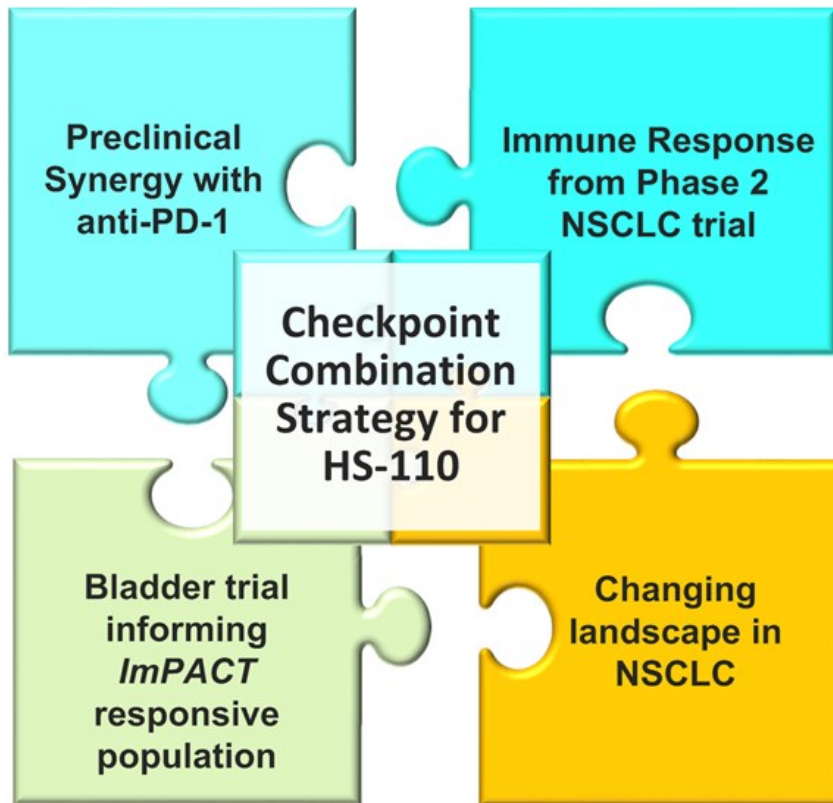 Preclinical
Synergy with
anti-PD-1
Immune Response
from Phase 2
NSCLC trial
Checkpoint
Combination
Strategy for
HS-110
Bladder trial
informing
ImPACT
responsive
population
Changing
landscape in
NSCLC